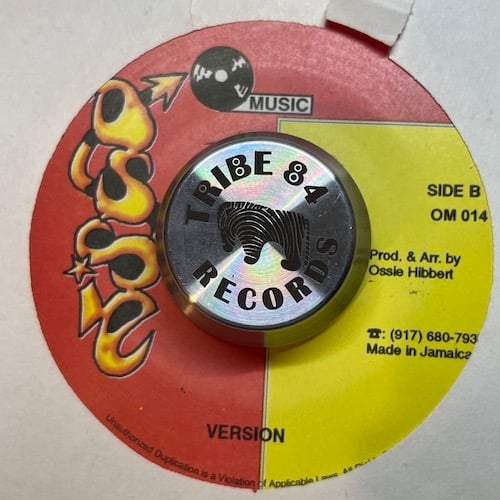 MUSIC
TRIBE 84
RECORDS
SIDE B
OM 014
Prod. & Arr. by
Ossie Hibbert
☎: (917) 680-793
Made in Jamaica
VERSION
Unauthorized Duplication is a Violation of Applicable Laws. All